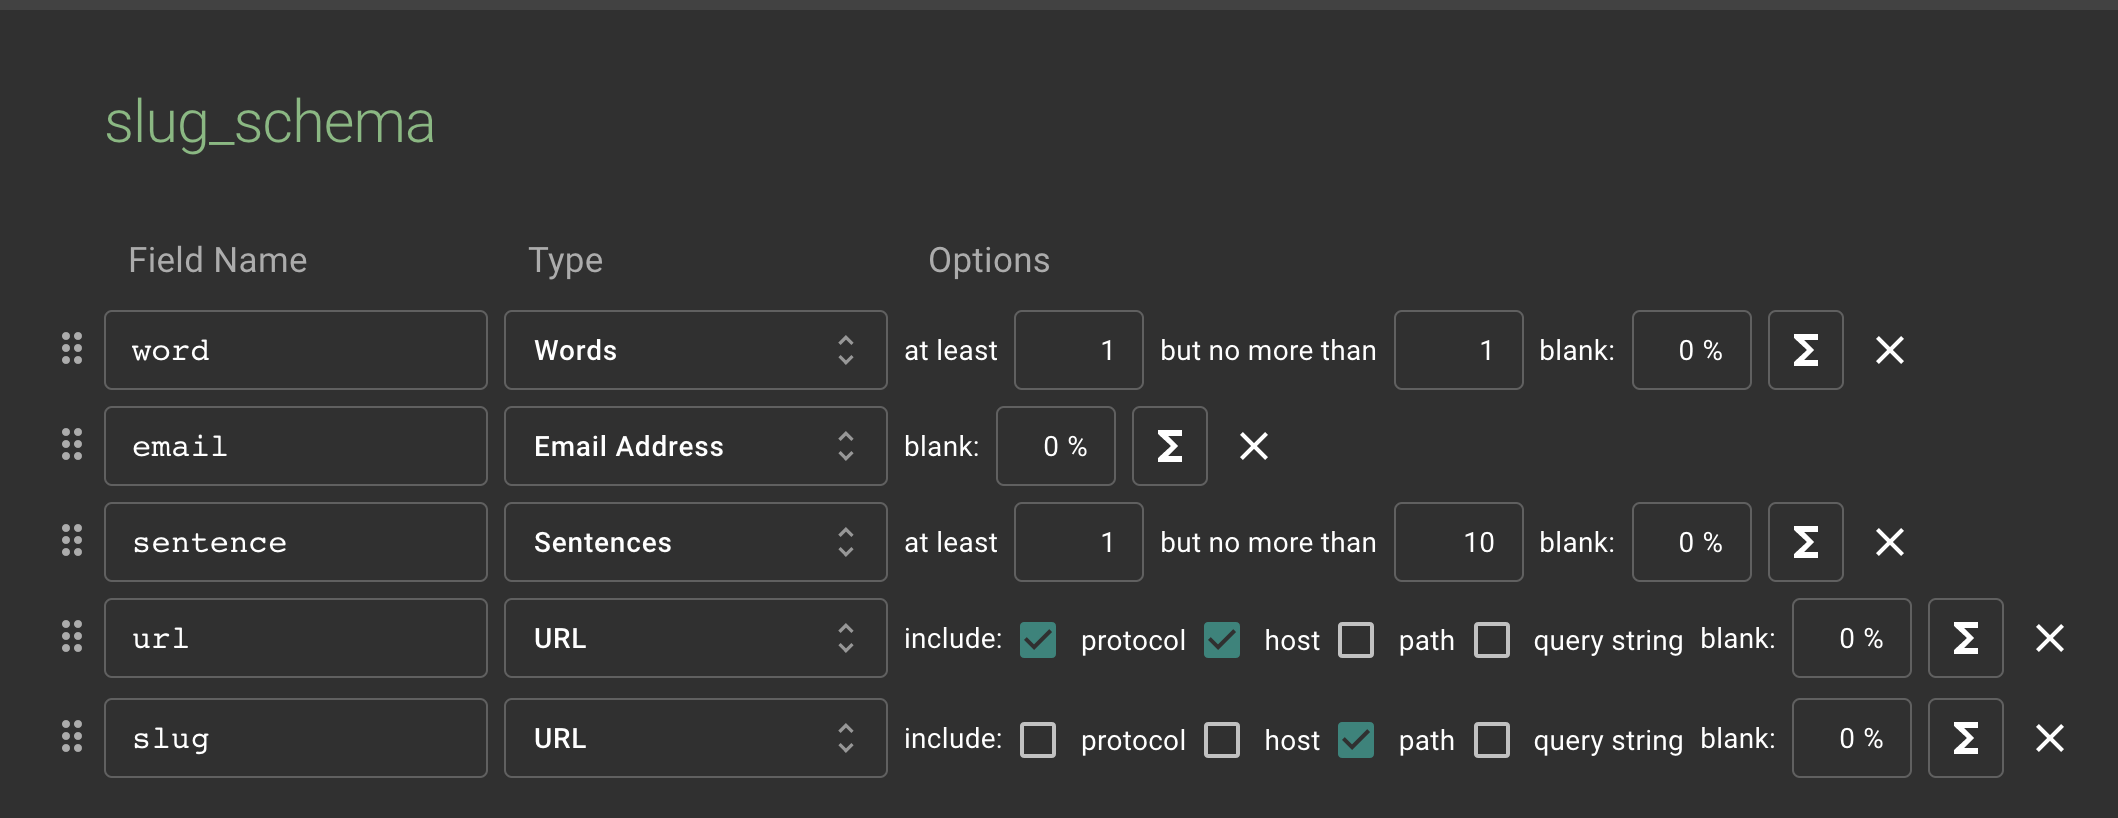 slug_schema
Field Name Type Options
word Words at least 1 but no more than 1 blank: 0 % Σ
email Email Address blank: 0 % Σ
sentence Sentences at least 1 but no more than 10 blank: 0 % Σ
url URL include: protocol host path query string blank: 0 % Σ
slug URL include: protocol host path query string blank: 0 % Σ